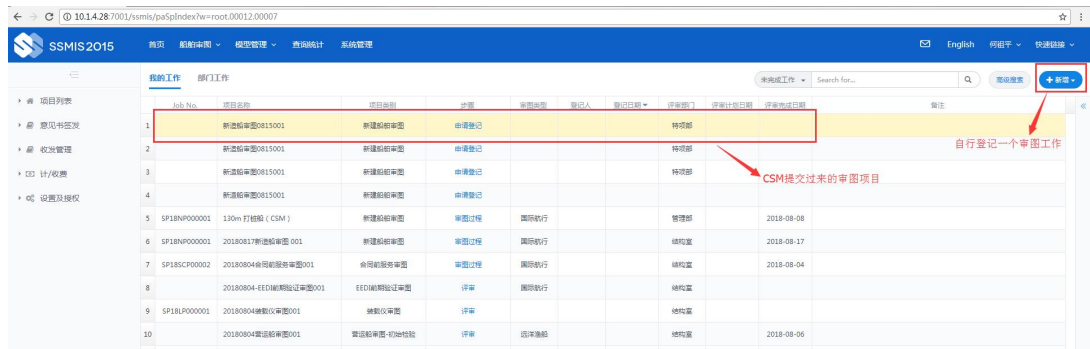 10.1.4.28:7001/ssmis/paSpIndex?w=root.00012.00007
SSMIS2015 首页 船舶审图 模型管理 查询统计 系统管理 English 何祖平 快速链接
我的工作 部门工作 未完成工作 Search for... 高级搜索 +新增
项目列表
意见书签发
收发管理
计/收费
设置及授权
Job No. 项目名称 项目类别 步骤 审图类型 登记人 登记日期 评审部门 评审计划日期 评审完成日期 备注
1 新造船审图0815001 新建船舶审图 申请登记 特项部
2 新造船审图0815001 新建船舶审图 申请登记 特项部
3 新造船审图0815001 新建船舶审图 申请登记 特项部
4 新造船审图0815001 新建船舶审图 申请登记
5 SP18NP000001 130m 打桩船（CSM） 新建船舶审图 审图过程 国际航行 管理部 2018-08-08
6 SP18NP000001 20180817新造船审图 001 新建船舶审图 审图过程 国际航行 结构室 2018-08-17
7 SP18SCP00002 20180804合同前服务审图001 合同前服务审图 审图过程 国际航行 结构室 2018-08-04
8 20180804-EEDI前期验证审图001 EEDI前期验证审图 评审 国际航行 结构室
9 SP18LP000001 20180804装载仪审图001 装载仪审图 评审 结构室
10 20180804营运船审图001 营运船审图-初始检验 评审 远洋渔船 结构室 2018-08-06
自行登记一个审图工作
CSM提交过来的审图项目